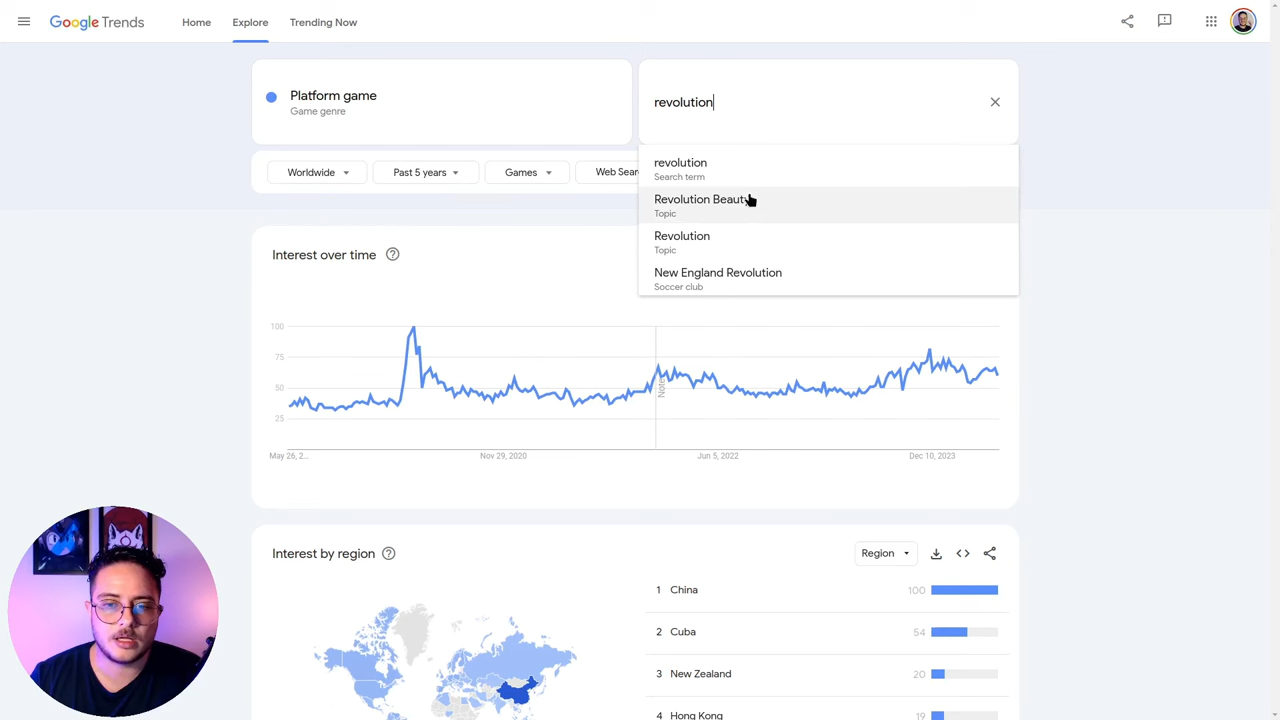 Google Trends
Home
Explore
Trending Now
Platform game
Game genre
revolution
Worldwide
Past 5 years
Games
Web Sear
revolution
Search term
Revolution Beaut
Topic
Revolution
Topic
New England Revolution
Soccer club
Interest over time
100
75
50
25
Note
May 26, 2...
Nov 29, 2020
Jun 5, 2022
Dec 10, 2023
Interest by region
Region
1 China 100
2 Cuba 54
3 New Zealand 20
4 Hong Kong 19